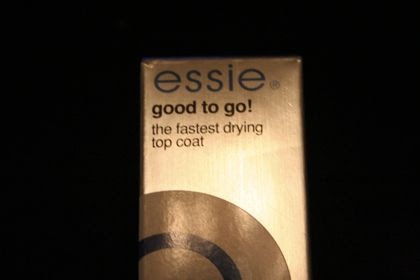 essie®
good to go!
the fastest drying
top coat